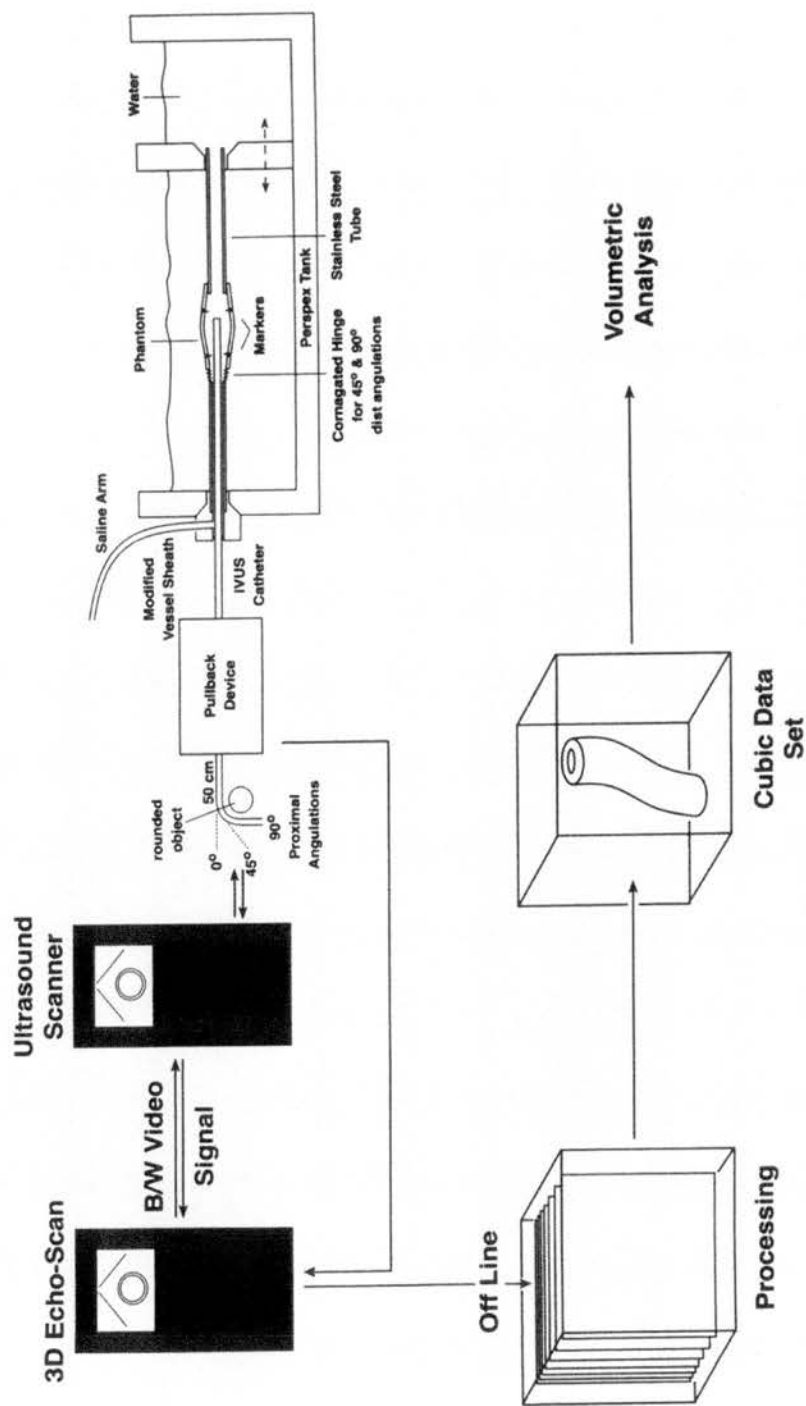 3D Echo-Scan
B/W Video
Signal
Ultrasound
Scanner
rounded
object
50 cm
0°
45°
90°
Proximal
Angulations
Pullback
Device
Modified
Vessel Sheath
Saline Arm
IVUS
Catheter
Phantom
Water
Markers
Cornagated Hinge
for 45° & 90°
dist angulations
Stainless Steel
Tube
Perspex Tank
Off Line
Processing
Cubic Data
Set
Volumetric
Analysis